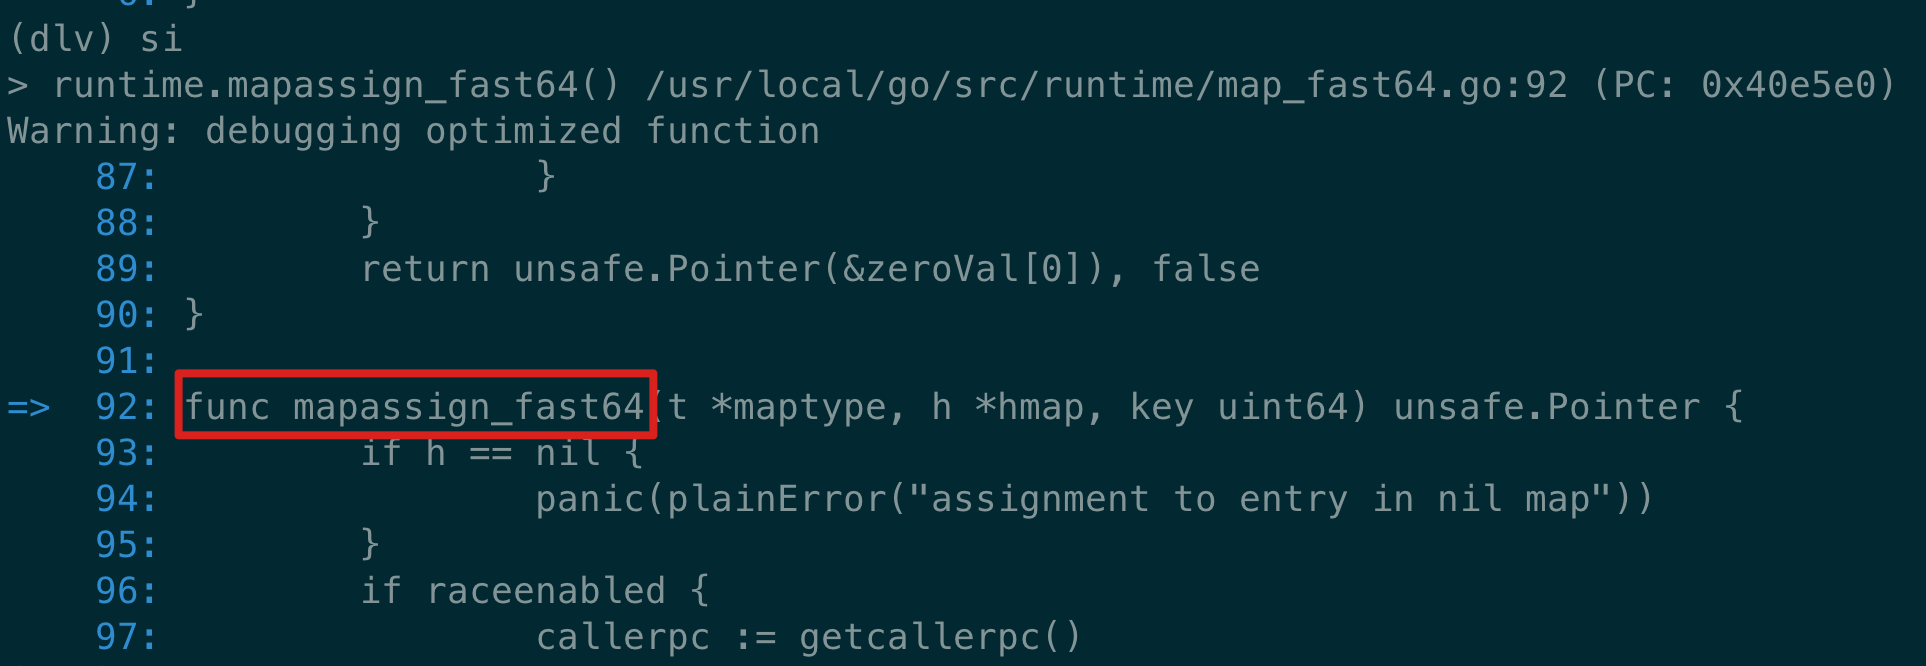 (dlv) si
> runtime.mapassign_fast64() /usr/local/go/src/runtime/map_fast64.go:92 (PC: 0x40e5e0)
Warning: debugging optimized function
    87:                 }
    88:         }
    89:         return unsafe.Pointer(&zeroVal[0]), false
    90: }
    91:
=>  92: func mapassign_fast64(t *maptype, h *hmap, key uint64) unsafe.Pointer {
    93:         if h == nil {
    94:                 panic(plainError("assignment to entry in nil map"))
    95:         }
    96:         if raceenabled {
    97:                 callerpc := getcallerpc()